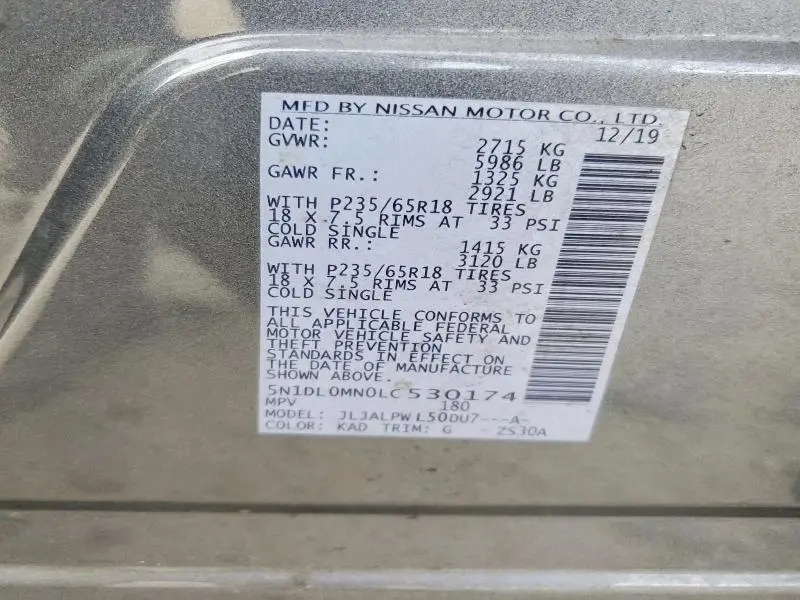 MFD BY NISSAN MOTOR CO., LTD.
DATE: 12/19
GVWR: 2715 KG
5986 LB
GAWR FR.: 1325 KG
2921 LB
WITH P235/65R18 TIRES
18 X 7.5 RIMS AT 33 PSI
COLD SINGLE
GAWR RR.: 1415 KG
3120 LB
WITH P235/65R18 TIRES
18 X 7.5 RIMS AT 33 PSI
COLD SINGLE
THIS VEHICLE CONFORMS TO
ALL APPLICABLE FEDERAL
MOTOR VEHICLE SAFETY AND
THEFT PREVENTION
STANDARDS IN EFFECT ON
THE DATE OF MANUFACTURE
SHOWN ABOVE.
5N1DL0MN0LC530174
MPV 180
MODEL: JLJALPW L50DU7---A-
COLOR: KAD TRIM: G - ZS30A